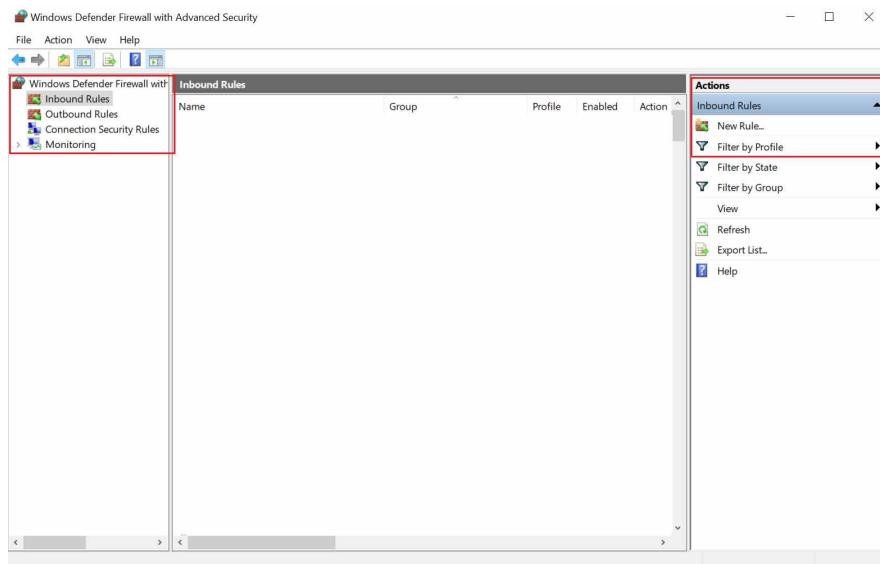 Windows Defender Firewall with Advanced Security
File Action View Help
Windows Defender Firewall with
Inbound Rules
Outbound Rules
Connection Security Rules
Monitoring
Inbound Rules
Name Group Profile Enabled Action
Actions
Inbound Rules
New Rule...
Filter by Profile
Filter by State
Filter by Group
View
Refresh
Export List...
Help